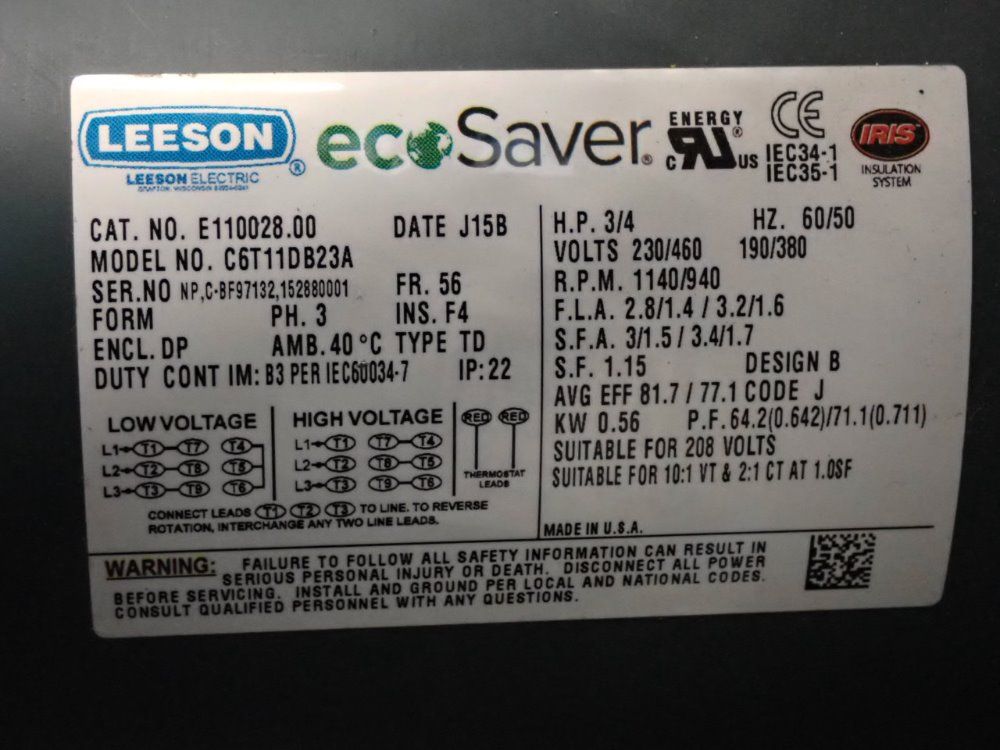 LEESON
®
LEESON ELECTRIC
GRAFTON, WISCONSIN
ecoSaver®
ENERGY
c UR ® US
CE
IEC34-1
IEC35-1
IRIS
INSULATION
SYSTEM
CAT. NO. E110028.00 DATE J15B
MODEL NO. C6T11DB23A
SER.NO NP,C-BF97132,152880001 FR. 56
FORM PH. 3 INS. F4
ENCL. DP AMB. 40 °C TYPE TD
DUTY CONT IM: B3 PER IEC60034-7 IP: 22
H.P. 3/4 HZ. 60/50
VOLTS 230/460 190/380
R.P.M. 1140/940
F.L.A. 2.8/1.4 / 3.2/1.6
S.F.A. 3/1.5 / 3.4/1.7
S.F. 1.15 DESIGN B
AVG EFF 81.7 / 77.1 CODE J
KW 0.56 P.F. 64.2(0.642)/71.1(0.711)
SUITABLE FOR 208 VOLTS
SUITABLE FOR 10:1 VT & 2:1 CT AT 1.0SF
MADE IN U.S.A.
LOW VOLTAGE
L1 T1 T7 T4
L2 T2 T8 T5
L3 T3 T9 T6
HIGH VOLTAGE
L1 T1 T7 T4
L2 T2 T8 T5
L3 T3 T9 T6
RED RED
THERMOSTAT
LEADS
CONNECT LEADS T1 T2 T3 TO LINE. TO REVERSE
ROTATION, INTERCHANGE ANY TWO LINE LEADS.
WARNING: FAILURE TO FOLLOW ALL SAFETY INFORMATION CAN RESULT IN
SERIOUS PERSONAL INJURY OR DEATH. DISCONNECT ALL POWER
BEFORE SERVICING. INSTALL AND GROUND PER LOCAL AND NATIONAL CODES.
CONSULT QUALIFIED PERSONNEL WITH ANY QUESTIONS.